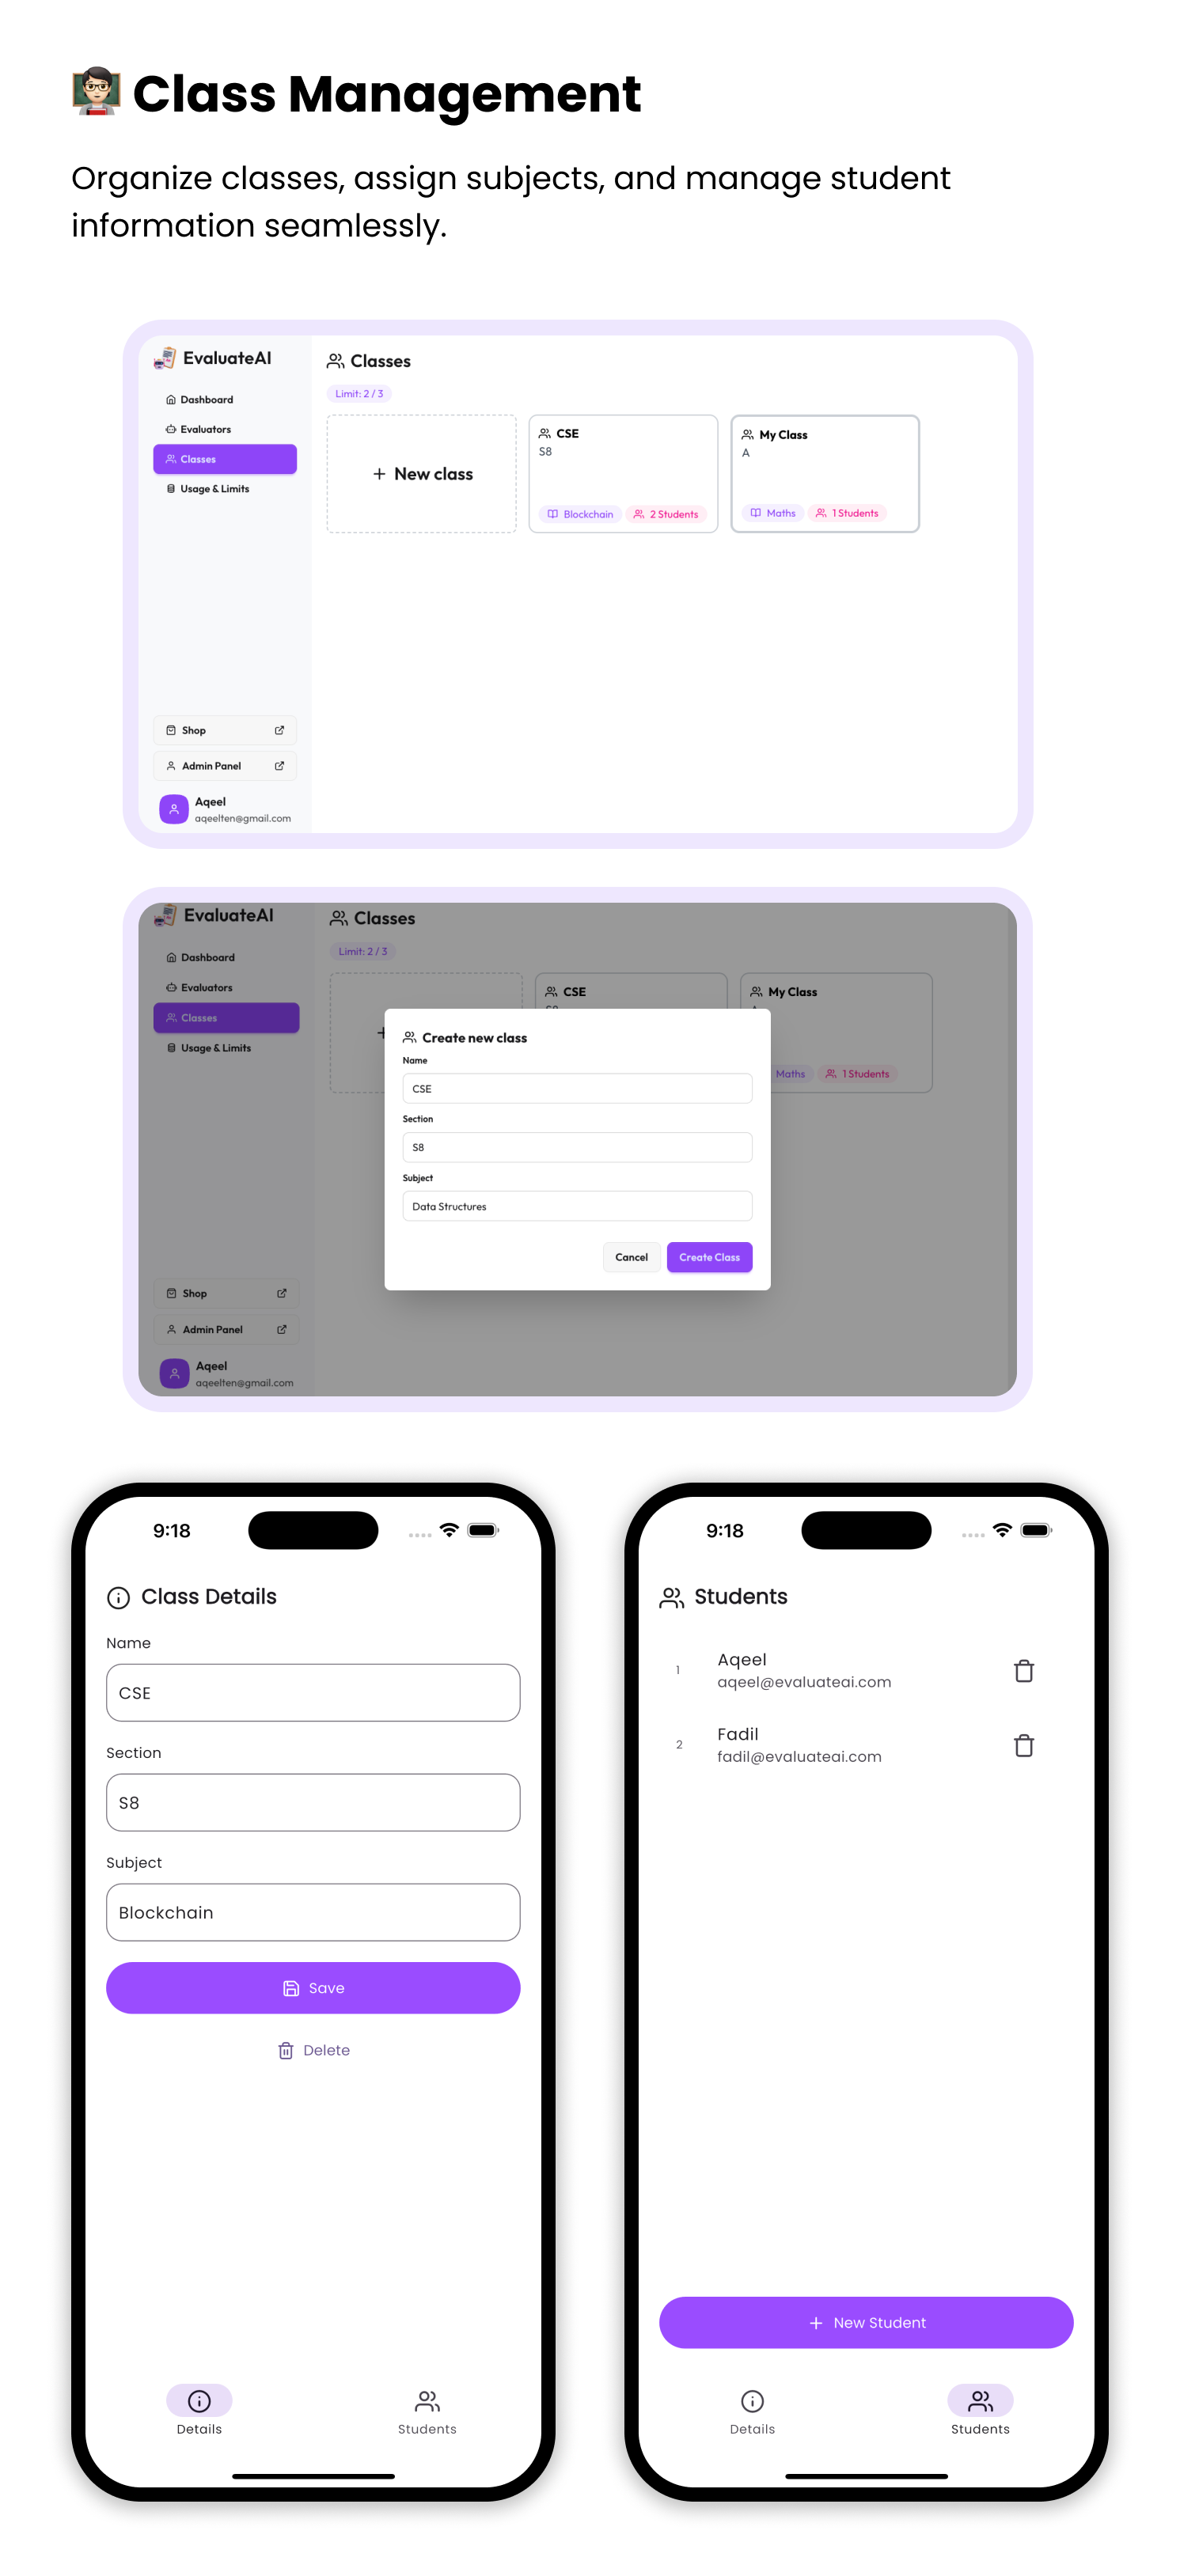 Class Management
Organize classes, assign subjects, and manage student
information seamlessly.
EvaluateAI
Dashboard
Evaluators
Classes
Usage & Limits
Shop
Admin Panel
Aqeel
aqeelten@gmail.com
Classes
Limit: 2 / 3
+ New class
CSE
S8
Blockchain
2 Students
My Class
A
Maths
1 Students
EvaluateAI
Dashboard
Evaluators
Classes
Usage & Limits
Shop
Admin Panel
Aqeel
aqeelten@gmail.com
Classes
Limit: 2 / 3
+
CSE
My Class
Maths
1 Students
Create new class
Name
CSE
Section
S8
Subject
Data Structures
Cancel
Create Class
9:18
Class Details
Name
CSE
Section
S8
Subject
Blockchain
Save
Delete
Details
Students
9:18
Students
1
Aqeel
aqeel@evaluateai.com
2
Fadil
fadil@evaluateai.com
+ New Student
Details
Students